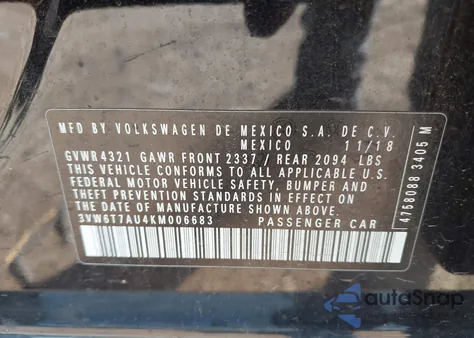 MFD BY VOLKSWAGEN DE MEXICO S.A. DE C.V.
MEXICO 11/18
GVWR4321 GAWR FRONT 2337 / REAR 2094 LBS
THIS VEHICLE CONFORMS TO ALL APPLICABLE U.S.
FEDERAL MOTOR VEHICLE SAFETY, BUMPER AND
THEFT PREVENTION STANDARDS IN EFFECT ON
THE DATE OF MANUFACTURE SHOWN ABOVE.
3VW6T7AU4KM006683 PASSENGER CAR
4758088 3405 M
autoSnap